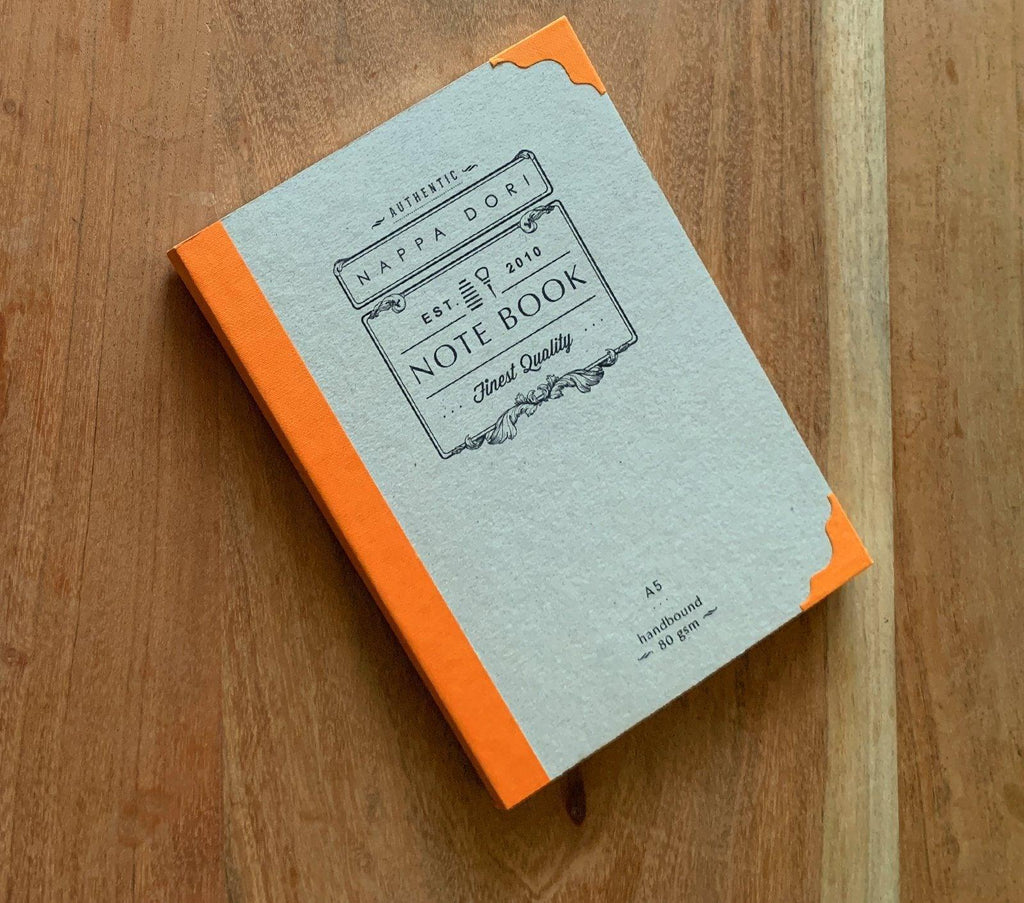 AUTHENTIC
NAPPA DORI
EST. 2010
NOTE BOOK
.... Finest Quality ....
A5
...
handbound
80 gsm